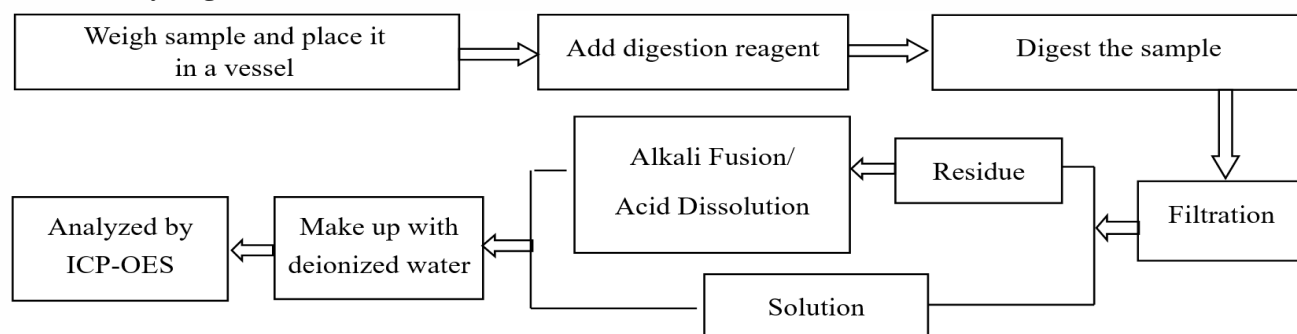 Weigh sample and place it
in a vessel
Add digestion reagent
Digest the sample
Filtration
Residue
Alkali Fusion/
Acid Dissolution
Solution
Make up with
deionized water
Analyzed by
ICP-OES